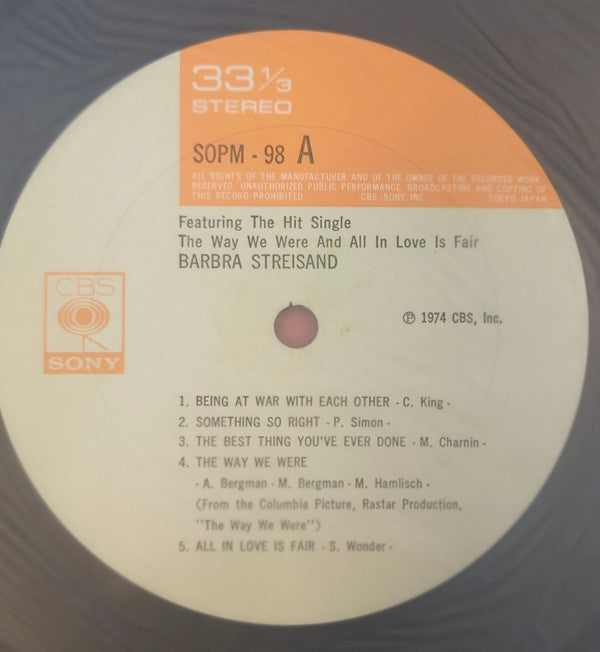 33 1/3
STEREO
SOPM - 98 A
ALL RIGHTS OF THE MANUFACTURER AND OF THE OWNER OF THE RECORDED WORK
RESERVED. UNAUTHORIZED PUBLIC PERFORMANCE, BROADCASTING AND COPYING OF
THIS RECORD PROHIBITED. CBS/SONY INC. TOKYO JAPAN
Featuring The Hit Single
The Way We Were And All In Love Is Fair
BARBRA STREISAND
CBS
SONY
℗ 1974 CBS, Inc.
1. BEING AT WAR WITH EACH OTHER - C. King -
2. SOMETHING SO RIGHT - P. Simon -
3. THE BEST THING YOU'VE EVER DONE - M. Charnin -
4. THE WAY WE WERE
- A. Bergman - M. Bergman - M. Hamlisch -
(From the Columbia Picture, Rastar Production,
"The Way We Were")
5. ALL IN LOVE IS FAIR - S. Wonder -